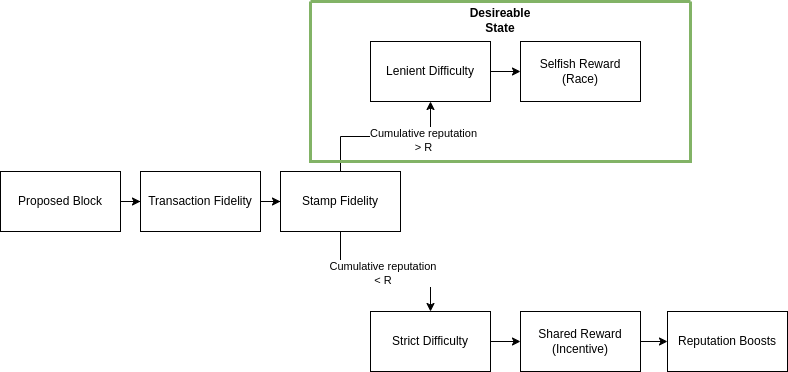 Desireable
State
Lenient Difficulty
Selfish Reward
(Race)
Cumulative reputation
> R
Proposed Block
Transaction Fidelity
Stamp Fidelity
Cumulative reputation
< R
Strict Difficulty
Shared Reward
(Incentive)
Reputation Boosts